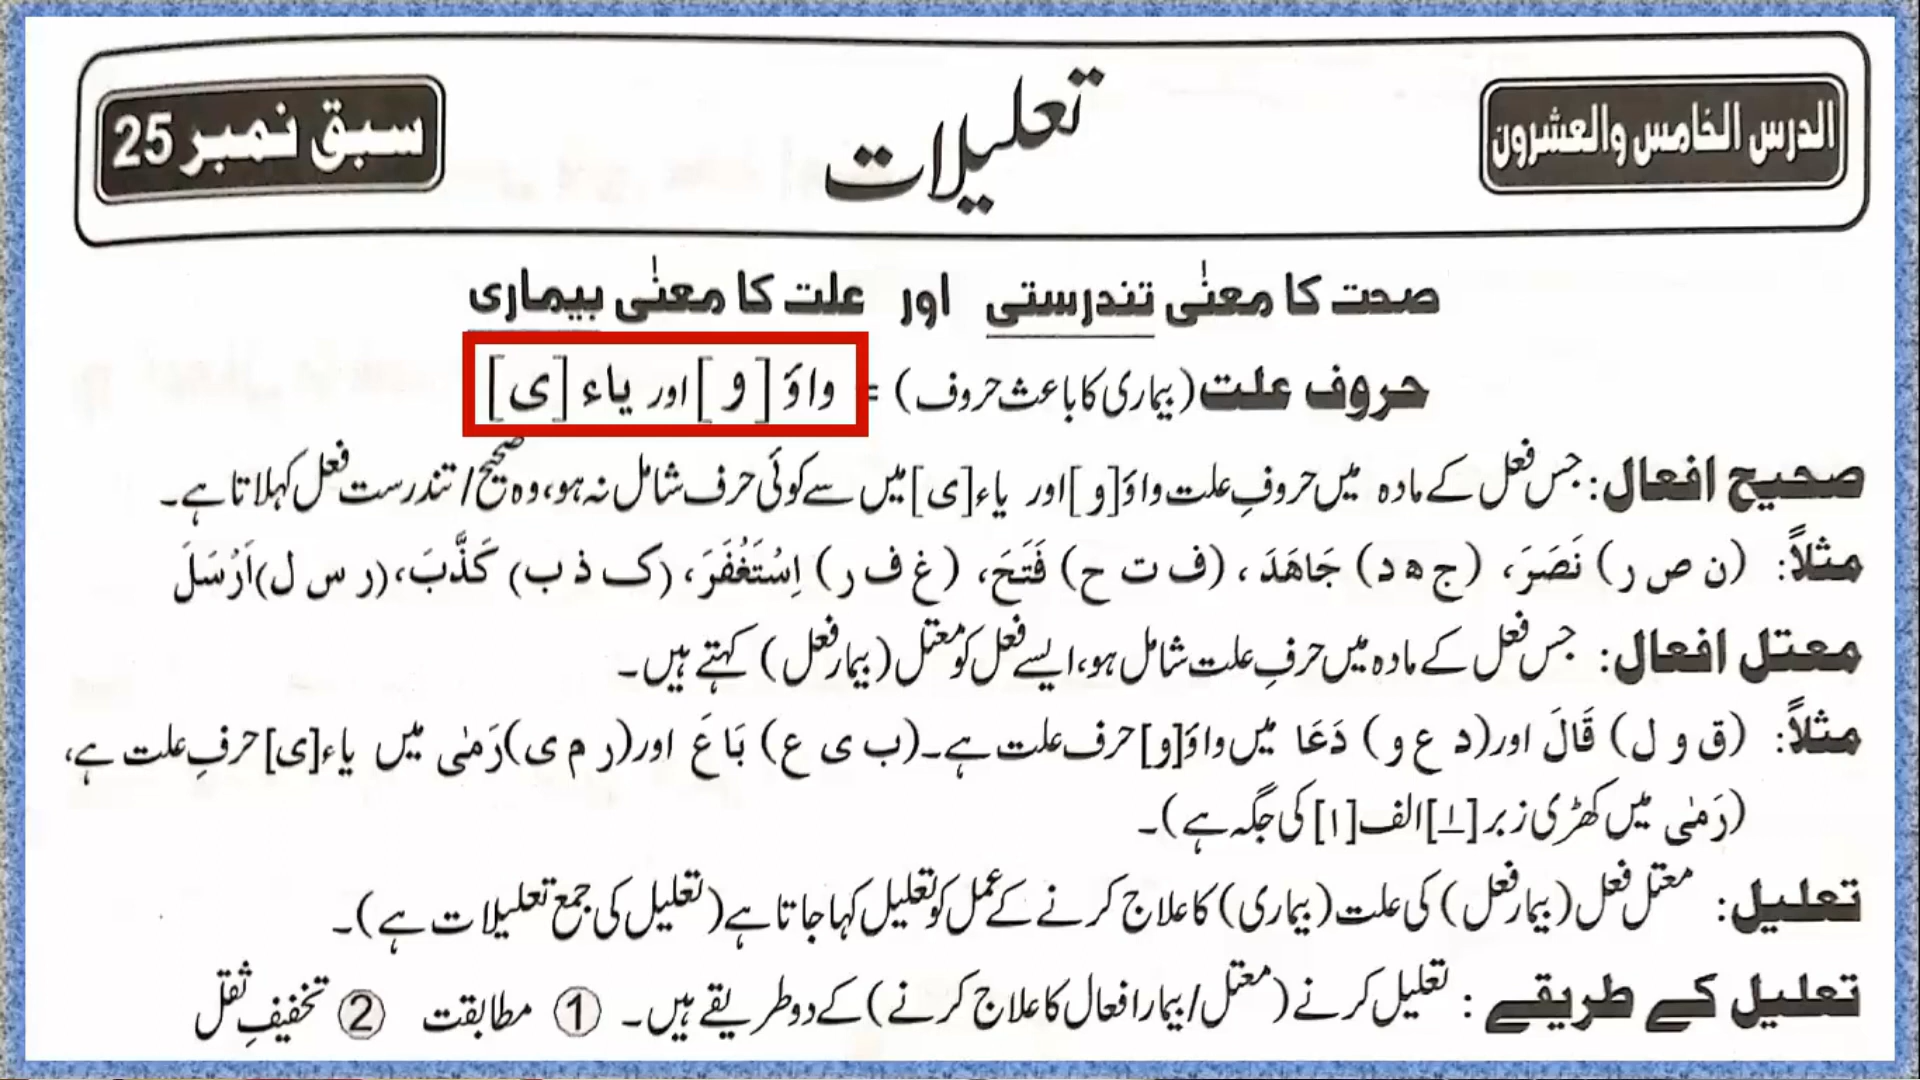 الدرس الخامس والعشرون
تعلیلات
سبق نمبر 25
صحت کا معنٰی تندرستی اور علت کا معنٰی بیماری
حروف علت (بیماری کا باعث حروف) = واؤ [و] اور یاء [ی]
صحیح افعال: جس فعل کے مادہ میں حروفِ علت واؤ[و] اور یاء[ی] میں سے کوئی حرف شامل نہ ہو، وہ صحیح/تندرست فعل کہلاتا ہے۔
مثلاً: (ن ص ر) نَصَرَ، (ج ھ د) جَاهَدَ، (ف ت ح) فَتَحَ، (غ ف ر) اِسْتَغْفَرَ، (ک ذ ب) کَذَّبَ، (ر س ل) اَرْسَلَ
معتل افعال: جس فعل کے مادہ میں حرفِ علت شامل ہو، ایسے فعل کو معتل (بیمار فعل) کہتے ہیں۔
مثلاً: (ق و ل) قَالَ اور (د ع و) دَعَا میں واؤ[و] حرف علت ہے۔ (ب ی ع) بَاعَ اور (ر م ی) رَمٰی میں یاء[ی] حرفِ علت ہے،
(رَمٰی میں کھڑی زبر [ـٰ] الف[ا] کی جگہ ہے)۔
تعلیل: معتل فعل (بیمار فعل) کی علت (بیماری) کا علاج کرنے کے عمل کو تعلیل کہا جاتا ہے (تعلیل کی جمع تعلیلات ہے)۔
تعلیل کے طریقے: تعلیل کرنے (معتل/بیمار افعال کا علاج کرنے) کے دو طریقے ہیں۔ ① مطابقت ② تخفیفِ ثقل